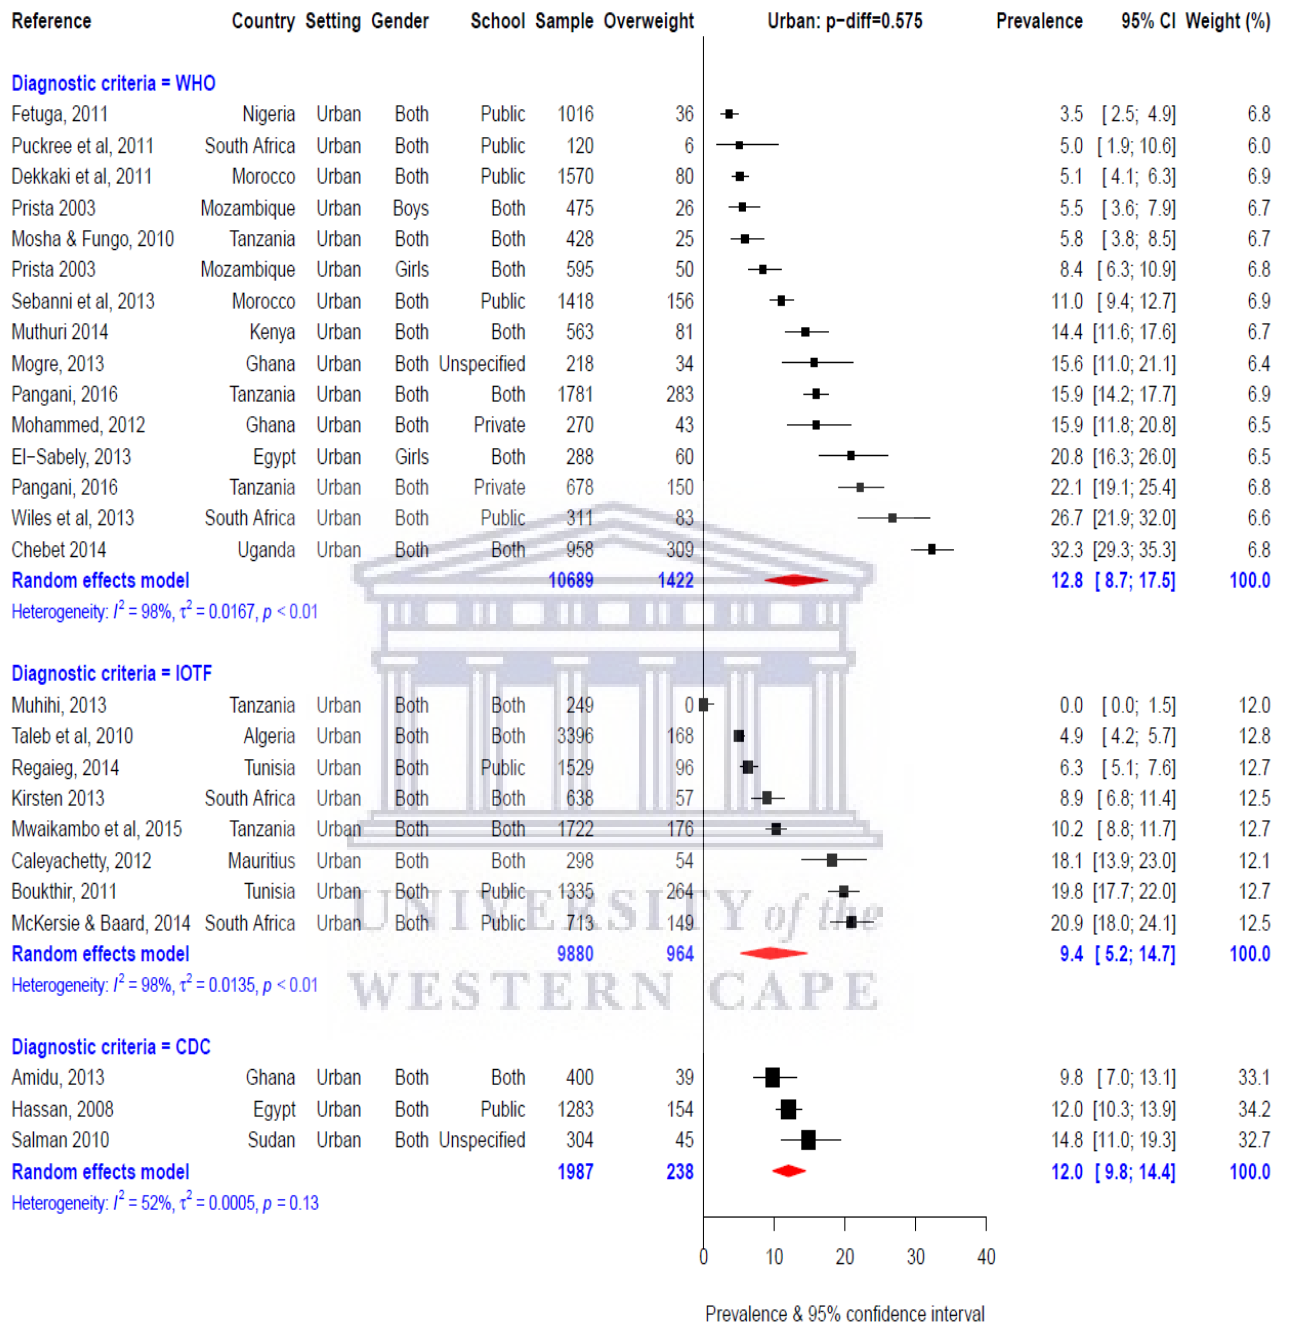 Reference Country Setting Gender School Sample Overweight Urban: p−diff=0.575 Prevalence 95% CI Weight (%)
Diagnostic criteria = WHO
Fetuga, 2011 Nigeria Urban Both Public 1016 36 3.5 [ 2.5; 4.9] 6.8
Puckree et al, 2011 South Africa Urban Both Public 120 6 5.0 [ 1.9; 10.6] 6.0
Dekkaki et al, 2011 Morocco Urban Both Public 1570 80 5.1 [ 4.1; 6.3] 6.9
Prista 2003 Mozambique Urban Boys Both 475 26 5.5 [ 3.6; 7.9] 6.7
Mosha & Fungo, 2010 Tanzania Urban Both Both 428 25 5.8 [ 3.8; 8.5] 6.7
Prista 2003 Mozambique Urban Girls Both 595 50 8.4 [ 6.3; 10.9] 6.8
Sebanni et al, 2013 Morocco Urban Both Public 1418 156 11.0 [ 9.4; 12.7] 6.9
Muthuri 2014 Kenya Urban Both Both 563 81 14.4 [11.6; 17.6] 6.7
Mogre, 2013 Ghana Urban Both Unspecified 218 34 15.6 [11.0; 21.1] 6.4
Pangani, 2016 Tanzania Urban Both Both 1781 283 15.9 [14.2; 17.7] 6.9
Mohammed, 2012 Ghana Urban Both Private 270 43 15.9 [11.8; 20.8] 6.5
El−Sabely, 2013 Egypt Urban Girls Both 288 60 20.8 [16.3; 26.0] 6.5
Pangani, 2016 Tanzania Urban Both Private 678 150 22.1 [19.1; 25.4] 6.8
Wiles et al, 2013 South Africa Urban Both Public 311 83 26.7 [21.9; 32.0] 6.6
Chebet 2014 Uganda Urban Both Both 958 309 32.3 [29.3; 35.3] 6.8
Random effects model 10689 1422 12.8 [ 8.7; 17.5] 100.0
Heterogeneity: I² = 98%, τ² = 0.0167, p < 0.01
Diagnostic criteria = IOTF
Muhihi, 2013 Tanzania Urban Both Both 249 0 0.0 [ 0.0; 1.5] 12.0
Taleb et al, 2010 Algeria Urban Both Both 3396 168 4.9 [ 4.2; 5.7] 12.8
Regaieg, 2014 Tunisia Urban Both Public 1529 96 6.3 [ 5.1; 7.6] 12.7
Kirsten 2013 South Africa Urban Both Both 638 57 8.9 [ 6.8; 11.4] 12.5
Mwaikambo et al, 2015 Tanzania Urban Both Both 1722 176 10.2 [ 8.8; 11.7] 12.7
Caleyachetty, 2012 Mauritius Urban Both Both 298 54 18.1 [13.9; 23.0] 12.1
Boukthir, 2011 Tunisia Urban Both Public 1335 264 19.8 [17.7; 22.0] 12.7
McKersie & Baard, 2014 South Africa Urban Both Public 713 149 20.9 [18.0; 24.1] 12.5
UNIVERSITY of the
Random effects model 9880 964 9.4 [ 5.2; 14.7] 100.0
Heterogeneity: I² = 98%, τ² = 0.0135, p < 0.01
WESTERN CAPE
Diagnostic criteria = CDC
Amidu, 2013 Ghana Urban Both Both 400 39 9.8 [ 7.0; 13.1] 33.1
Hassan, 2008 Egypt Urban Both Public 1283 154 12.0 [10.3; 13.9] 34.2
Salman 2010 Sudan Urban Both Unspecified 304 45 14.8 [11.0; 19.3] 32.7
Random effects model 1987 238 12.0 [ 9.8; 14.4] 100.0
Heterogeneity: I² = 52%, τ² = 0.0005, p = 0.13
0 10 20 30 40
Prevalence & 95% confidence interval